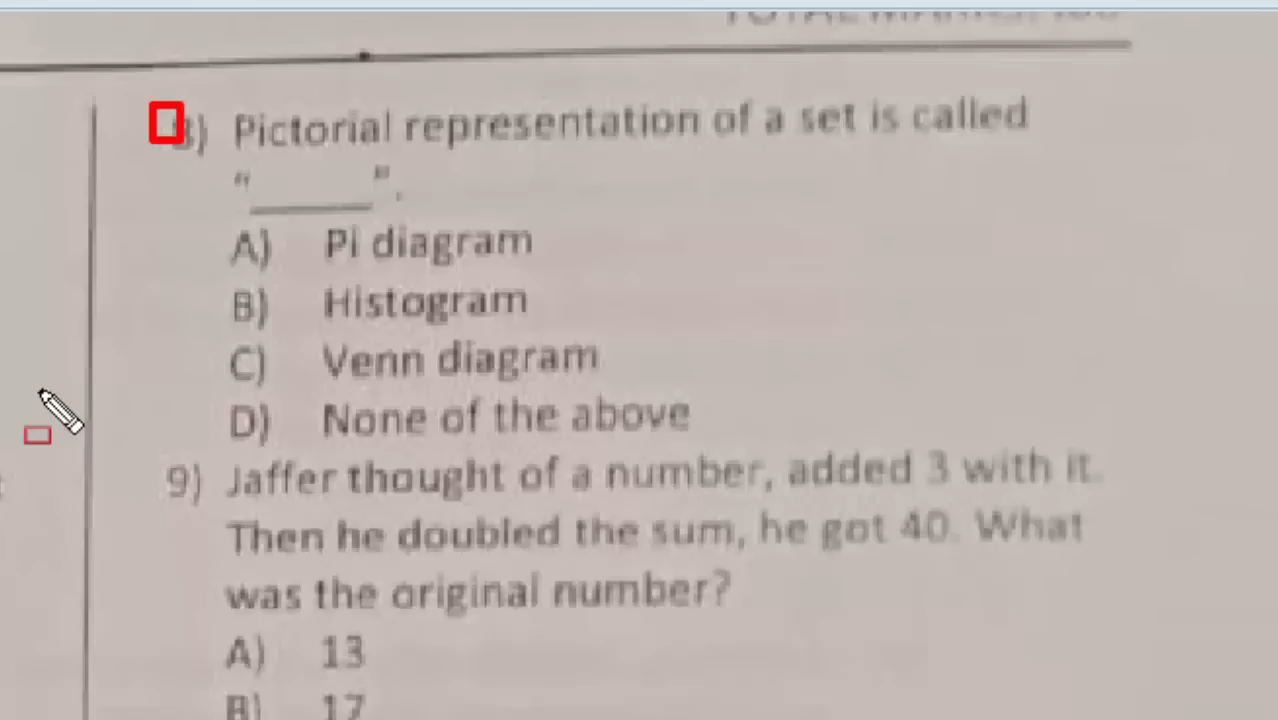 8) Pictorial representation of a set is called
“______”.
A) Pi diagram
B) Histogram
C) Venn diagram
D) None of the above
9) Jaffer thought of a number, added 3 with it.
Then he doubled the sum, he got 40. What
was the original number?
A) 13
B) 17